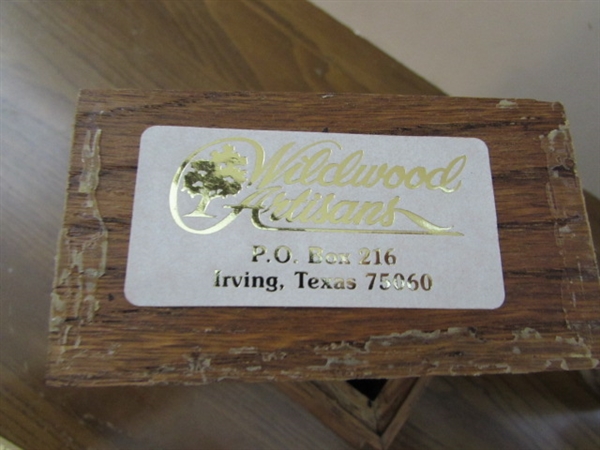 Wildwood
Artisans
P.O. Box 216
Irving, Texas 75060